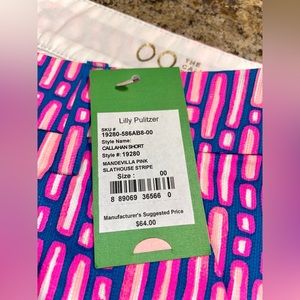 THE
CA
Lilly Pulitzer
SKU #
19280-586AB8-00
Style Name:
CALLAHAN SHORT
Style #: 19280
MANDEVILLA PINK
SLATHOUSE STRIPE
Size : 00
8 89069 36566 0
Manufacturer's Suggested Price
$64.00